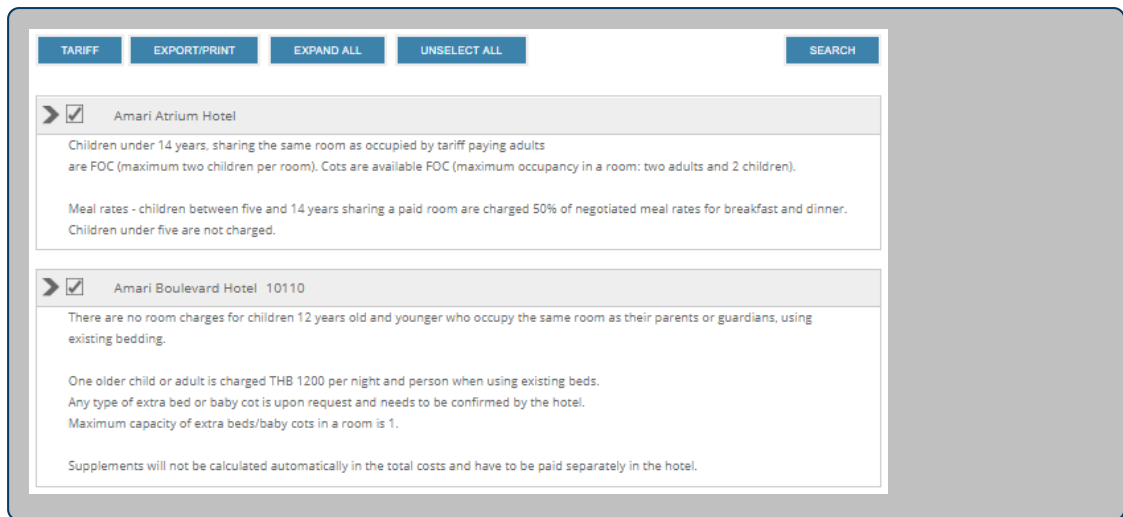 TARIFF EXPORT/PRINT EXPAND ALL UNSELECT ALL SEARCH
Amari Atrium Hotel
Children under 14 years, sharing the same room as occupied by tariff paying adults
are FOC (maximum two children per room). Cots are available FOC (maximum occupancy in a room: two adults and 2 children).
Meal rates - children between five and 14 years sharing a paid room are charged 50% of negotiated meal rates for breakfast and dinner.
Children under five are not charged.
Amari Boulevard Hotel 10110
There are no room charges for children 12 years old and younger who occupy the same room as their parents or guardians, using
existing bedding.
One older child or adult is charged THB 1200 per night and person when using existing beds.
Any type of extra bed or baby cot is upon request and needs to be confirmed by the hotel.
Maximum capacity of extra beds/baby cots in a room is 1.
Supplements will not be calculated automatically in the total costs and have to be paid separately in the hotel.